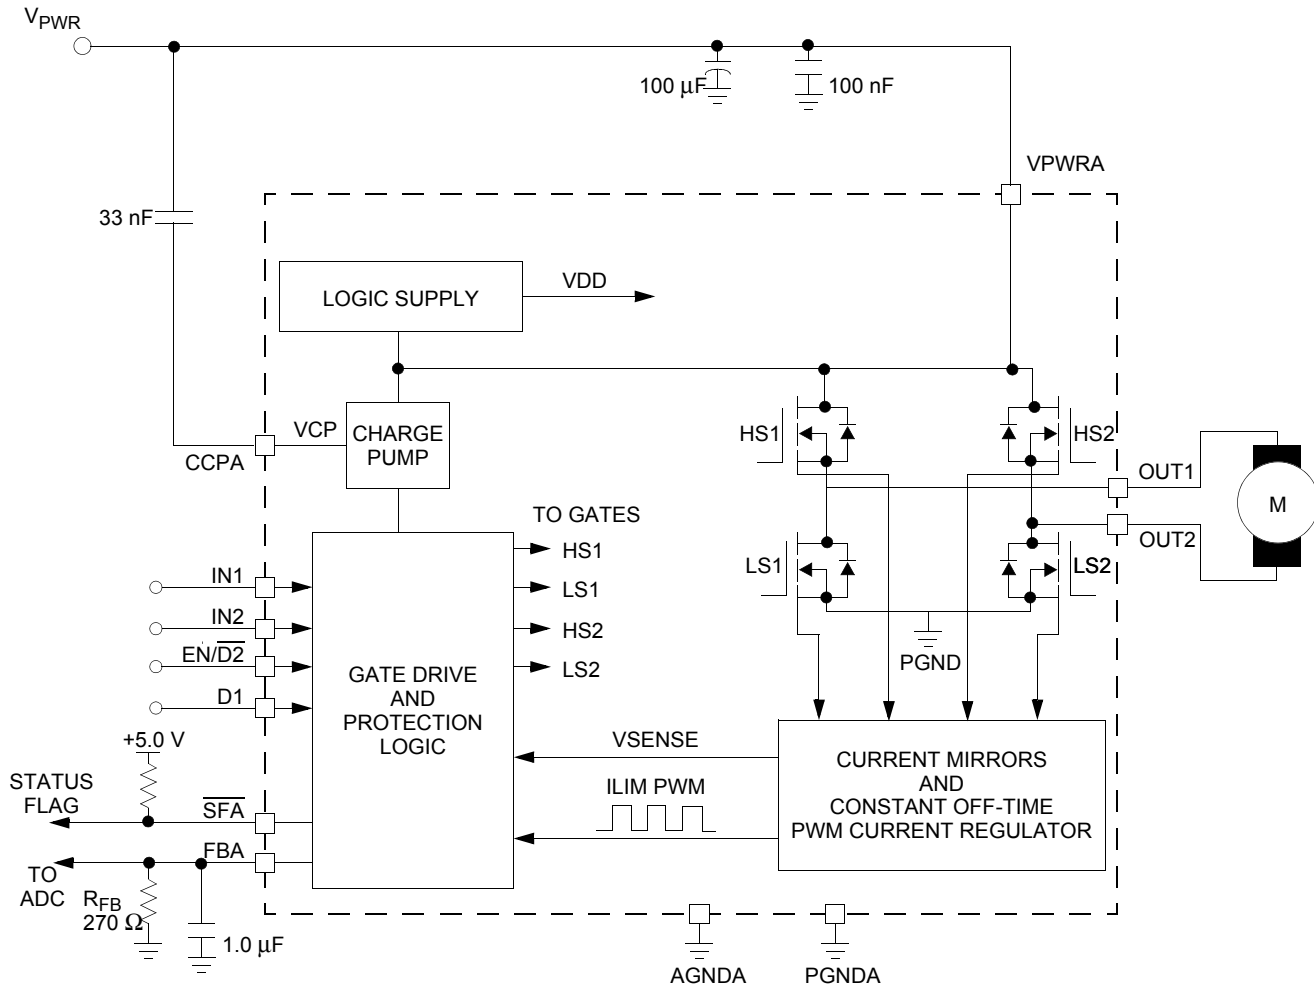 VPWR
100 μF
100 nF
VPWRA
33 nF
LOGIC SUPPLY
VDD
VCP
CHARGE
PUMP
CCPA
HS1
HS2
OUT1
M
OUT2
TO GATES
HS1
LS1
HS2
LS2
LS1
LS2
PGND
IN1
IN2
EN/D2
D1
GATE DRIVE
AND
PROTECTION
LOGIC
+5.0 V
STATUS
FLAG
SFA
FBA
TO
ADC
RFB
270 Ω
1.0 μF
VSENSE
ILIM PWM
CURRENT MIRRORS
AND
CONSTANT OFF-TIME
PWM CURRENT REGULATOR
AGNDA
PGNDA